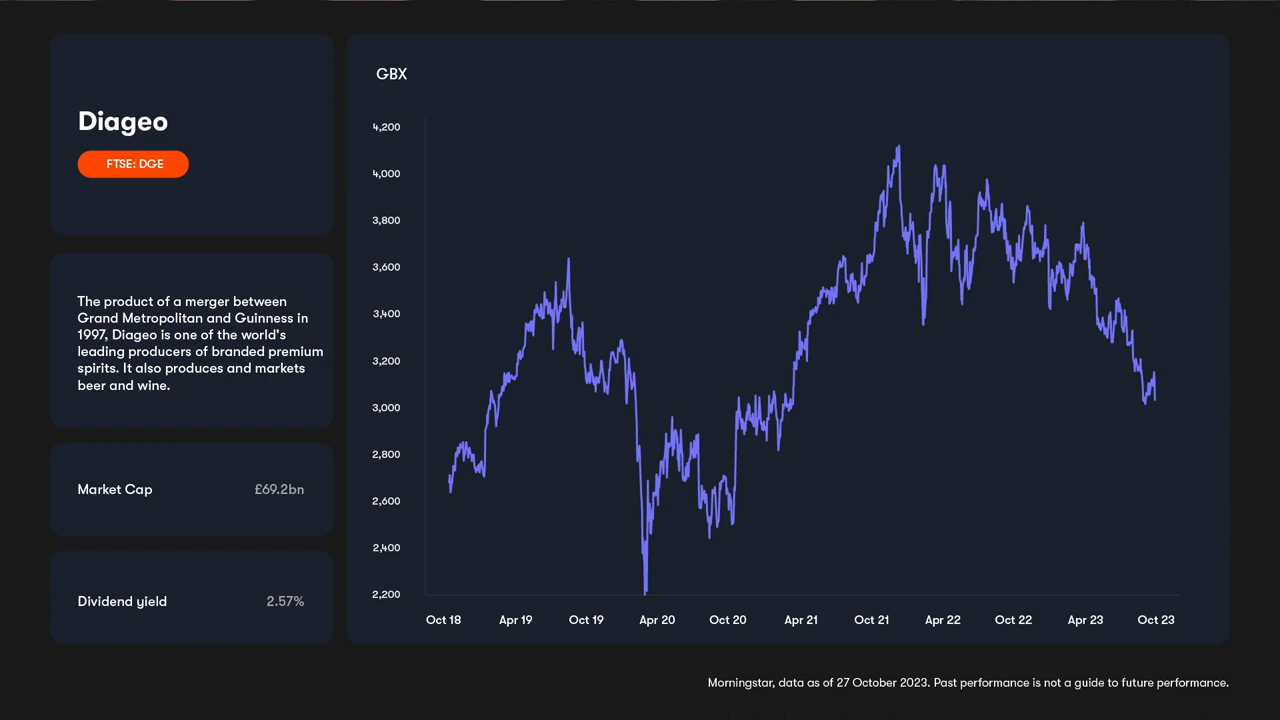 Diageo
FTSE: DGE
The product of a merger between
Grand Metropolitan and Guinness in
1997, Diageo is one of the world's
leading producers of branded premium
spirits. It also produces and markets
beer and wine.
Market Cap £69.2bn
Dividend yield 2.57%
GBX
4,200
4,000
3,800
3,600
3,400
3,200
3,000
2,800
2,600
2,400
2,200
Oct 18 Apr 19 Oct 19 Apr 20 Oct 20 Apr 21 Oct 21 Apr 22 Oct 22 Apr 23 Oct 23
Morningstar, data as of 27 October 2023. Past performance is not a guide to future performance.